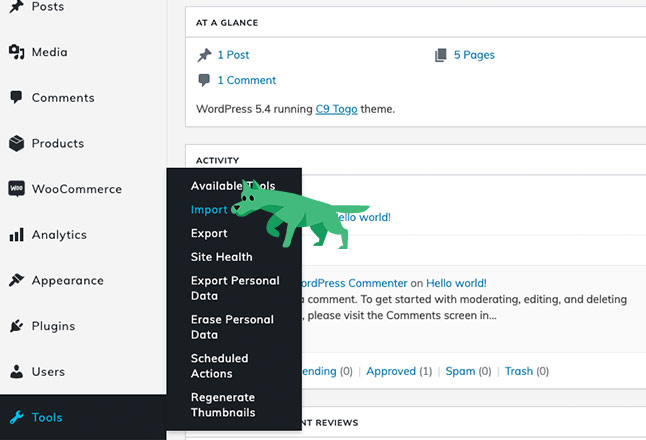 Posts
Media
Comments
Products
WOO
WooCommerce
Analytics
Appearance
Plugins
Users
Tools
Available Tools
Import
Export
Site Health
Export Personal
Data
Erase Personal
Data
Scheduled
Actions
Regenerate
Thumbnails
AT A GLANCE
1 Post
5 Pages
1 Comment
WordPress 5.4 running C9 Togo theme.
ACTIVITY
Hello world!
WordPress Commenter on Hello world!
a comment. To get started with moderating, editing, and deleting
, please visit the Comments screen in...
ending (0) | Approved (1) | Spam (0) | Trash (0)
NT REVIEWS